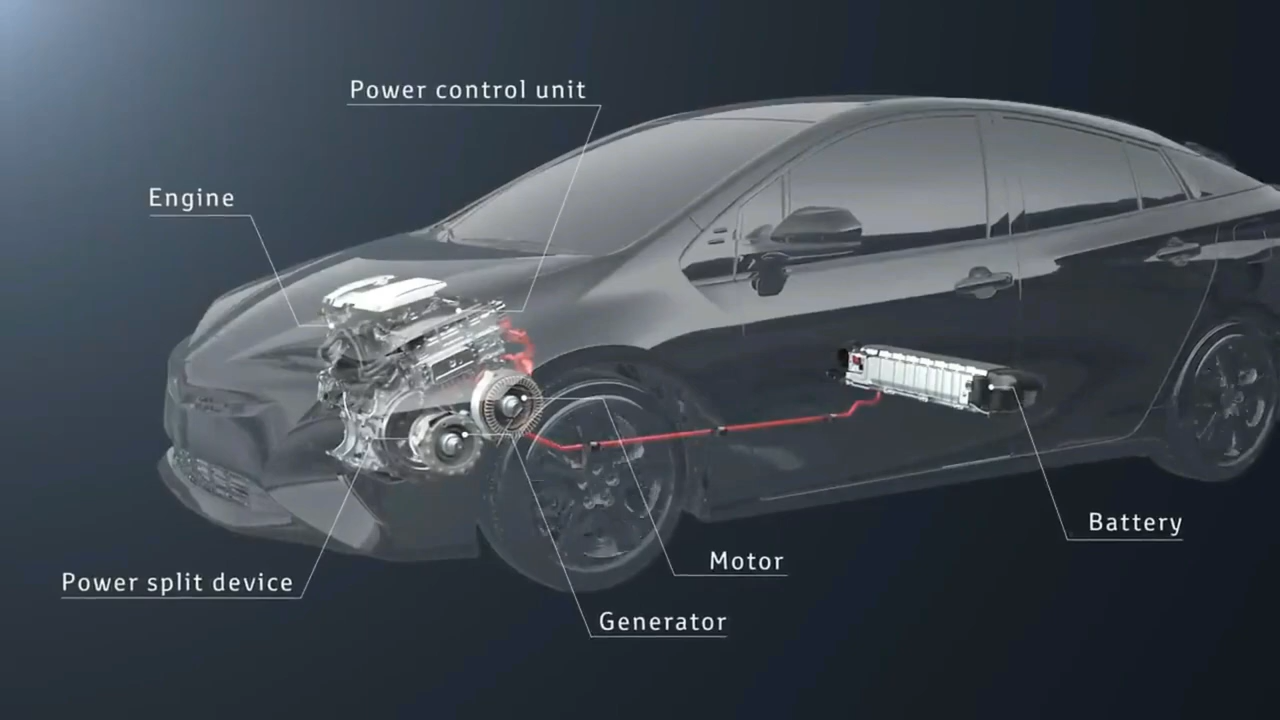 Power control unit
Engine
Battery
Motor
Power split device
Generator